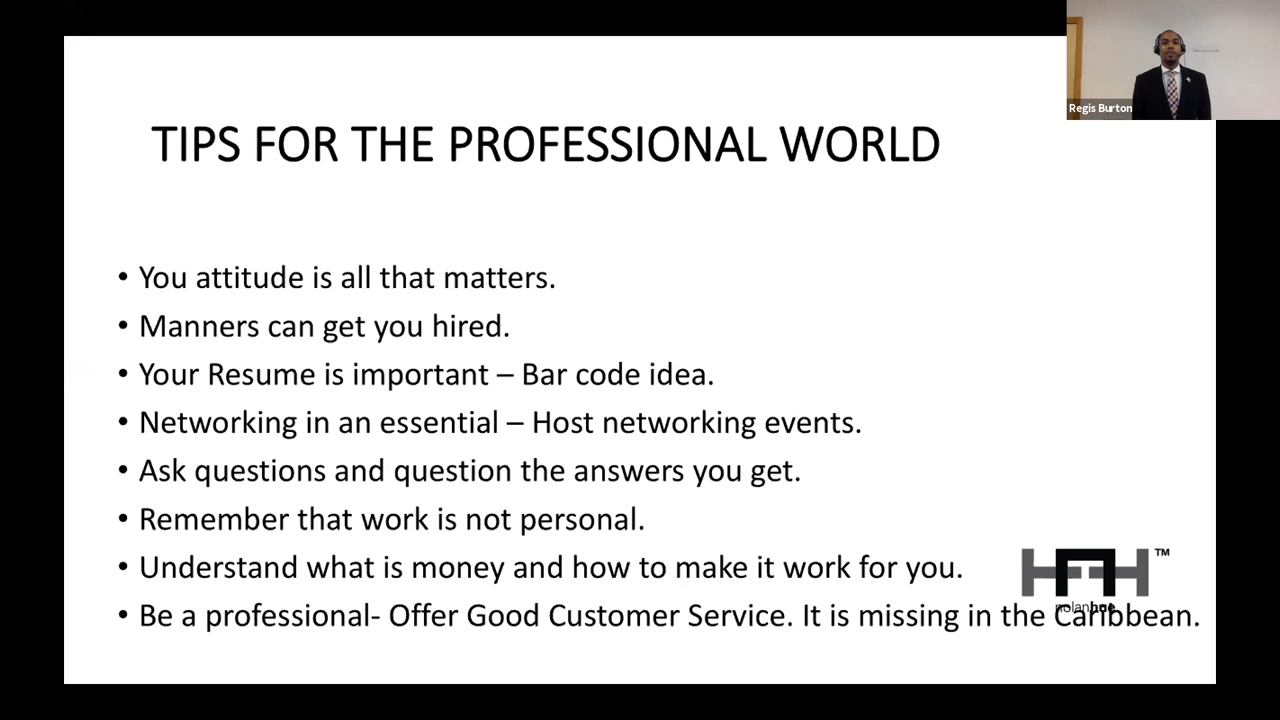 Regis Burton
TIPS FOR THE PROFESSIONAL WORLD
• You attitude is all that matters.
• Manners can get you hired.
• Your Resume is important – Bar code idea.
• Networking in an essential – Host networking events.
• Ask questions and question the answers you get.
• Remember that work is not personal.
• Understand what is money and how to make it work for you.
TM
nolanhue
• Be a professional- Offer Good Customer Service. It is missing in the Caribbean.